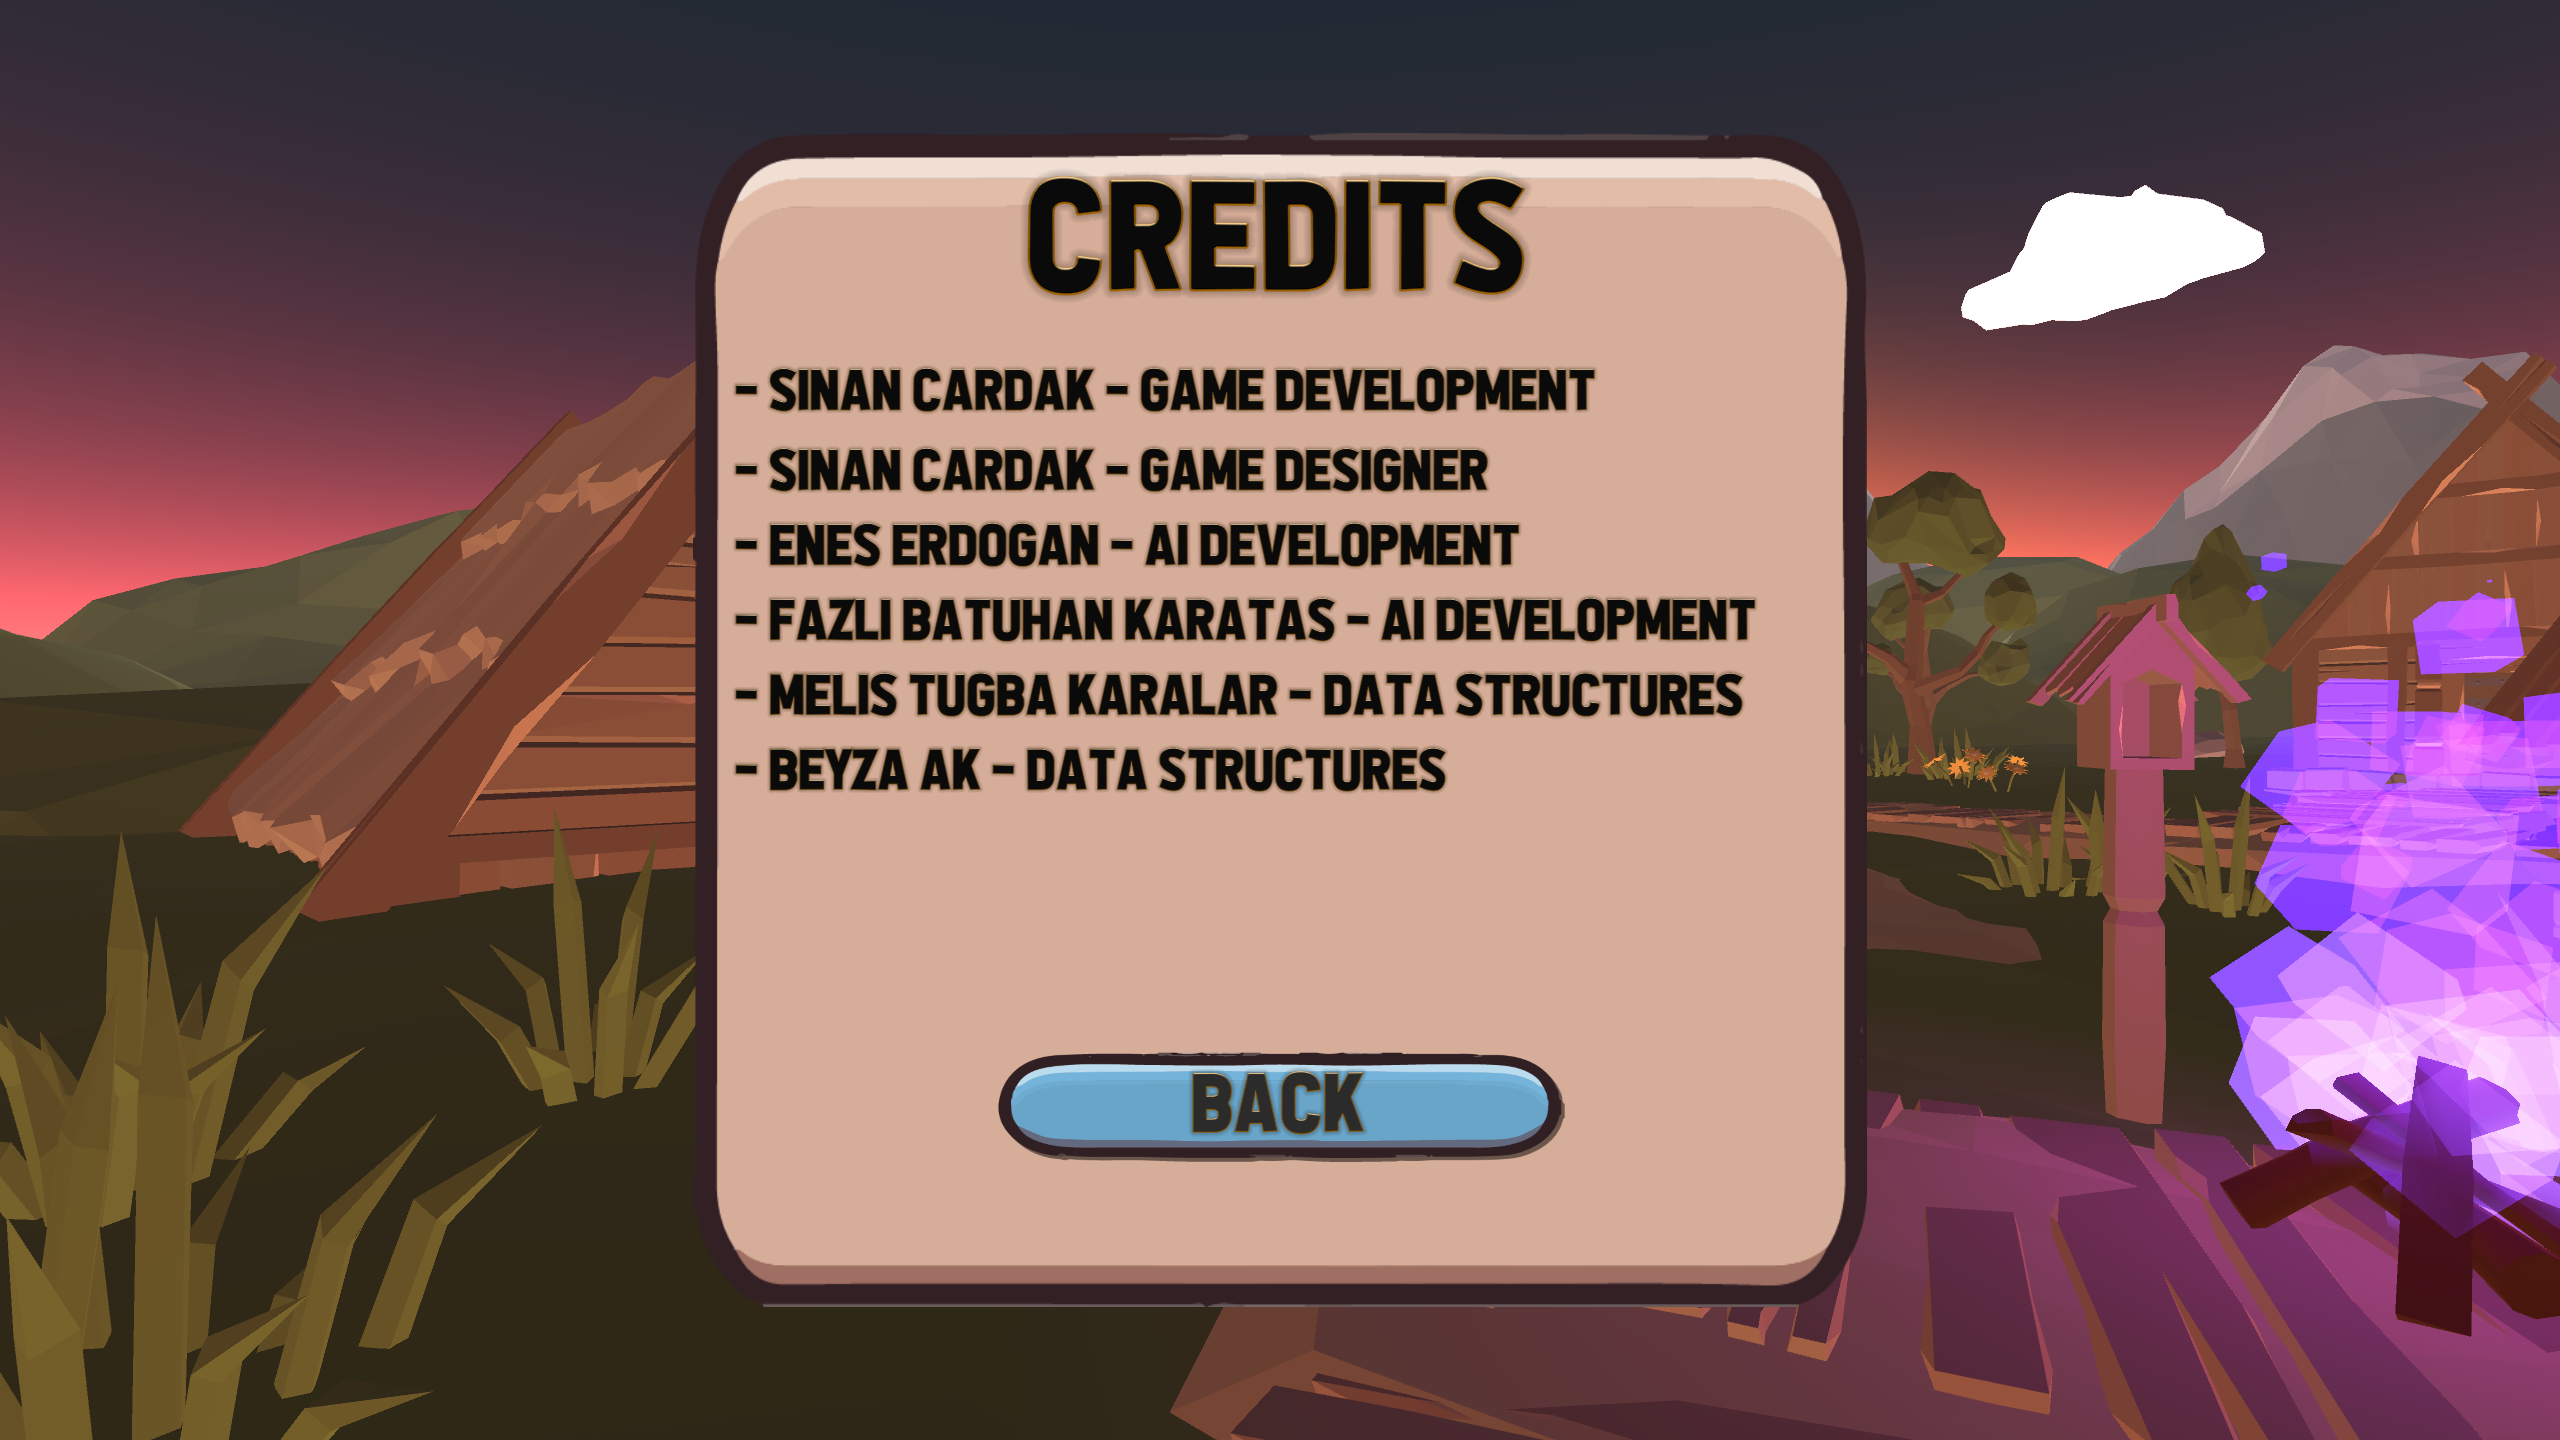 CREDITS
- SINAN CARDAK - GAME DEVELOPMENT
- SINAN CARDAK - GAME DESIGNER
- ENES ERDOGAN - AI DEVELOPMENT
- FAZLI BATUHAN KARATAS - AI DEVELOPMENT
- MELIS TUGBA KARALAR - DATA STRUCTURES
- BEYZA AK - DATA STRUCTURES
BACK